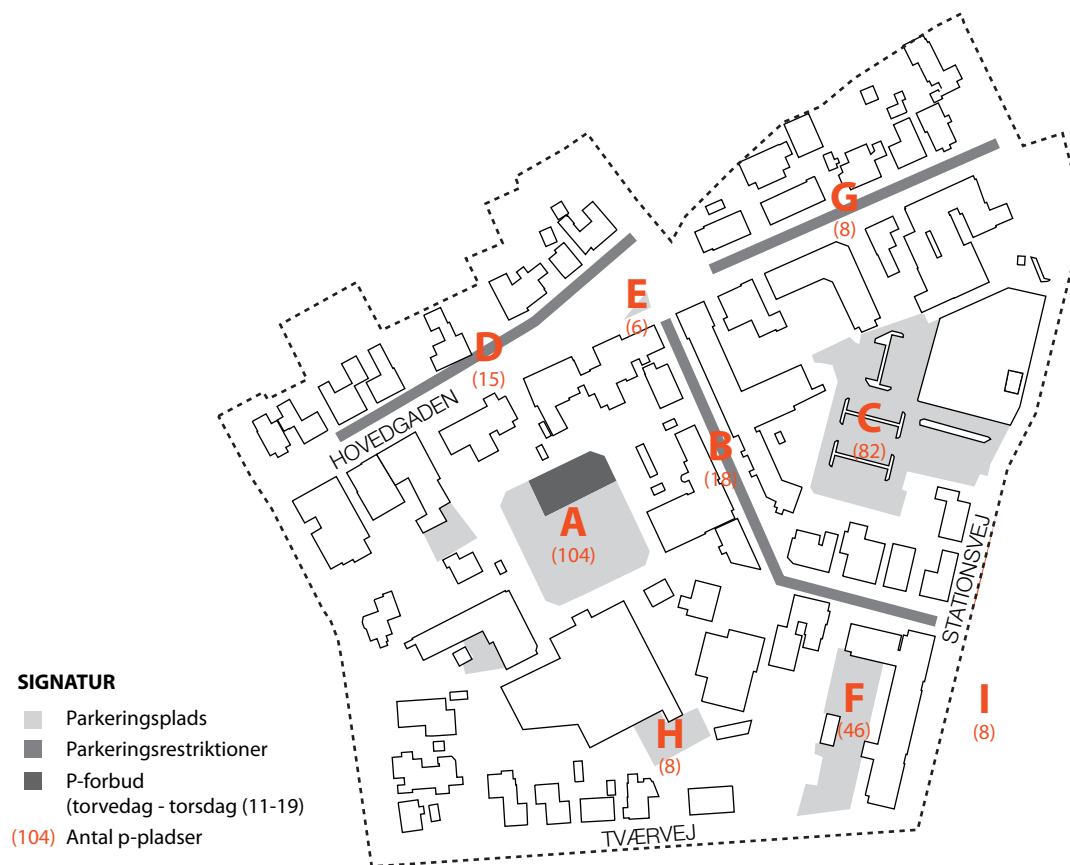 G
(8)
E
(6)
D
(15)
HOVEDGADEN
C
(82)
B
(18)
A
(104)
STATIONSVEJ
F
(46)
I
(8)
H
(8)
TVÆRVEJ
SIGNATUR
Parkeringsplads
Parkeringsrestriktioner
P-forbud
(torvedag - torsdag (11-19)
(104) Antal p-pladser